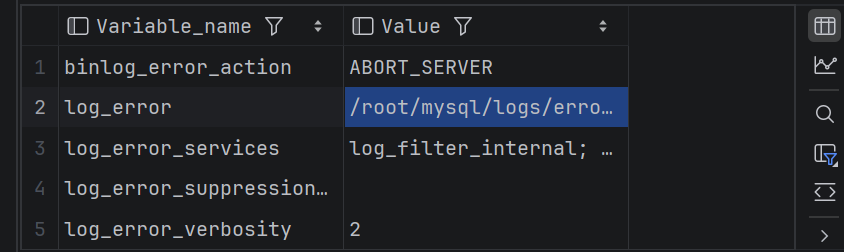 Variable_name Value
1 binlog_error_action ABORT_SERVER
2 log_error /root/mysql/logs/erro…
3 log_error_services log_filter_internal; …
4 log_error_suppression…
5 log_error_verbosity 2